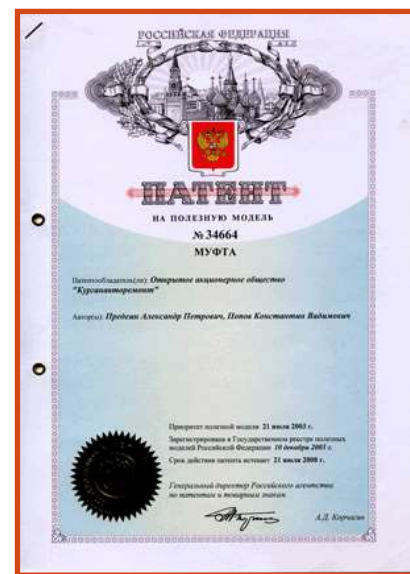 РОССИЙСКАЯ ФЕДЕРАЦИЯ
ПАТЕНТ
НА ПОЛЕЗНУЮ МОДЕЛЬ
№ 34664
МУФТА
Патентообладатель(ли): Открытое акционерное общество
"Курганавторемонт"
Автор(ы): Предеин Александр Петрович, Попов Константин Вадимович
Приоритет полезной модели 21 июля 2003 г.
Зарегистрирован в Государственном реестре полезных
моделей Российской Федерации 10 декабря 2003 г.
Срок действия патента истекает 21 июля 2008 г.
Генеральный директор Российского агентства
по патентам и товарным знакам
А.Д. Корчагин